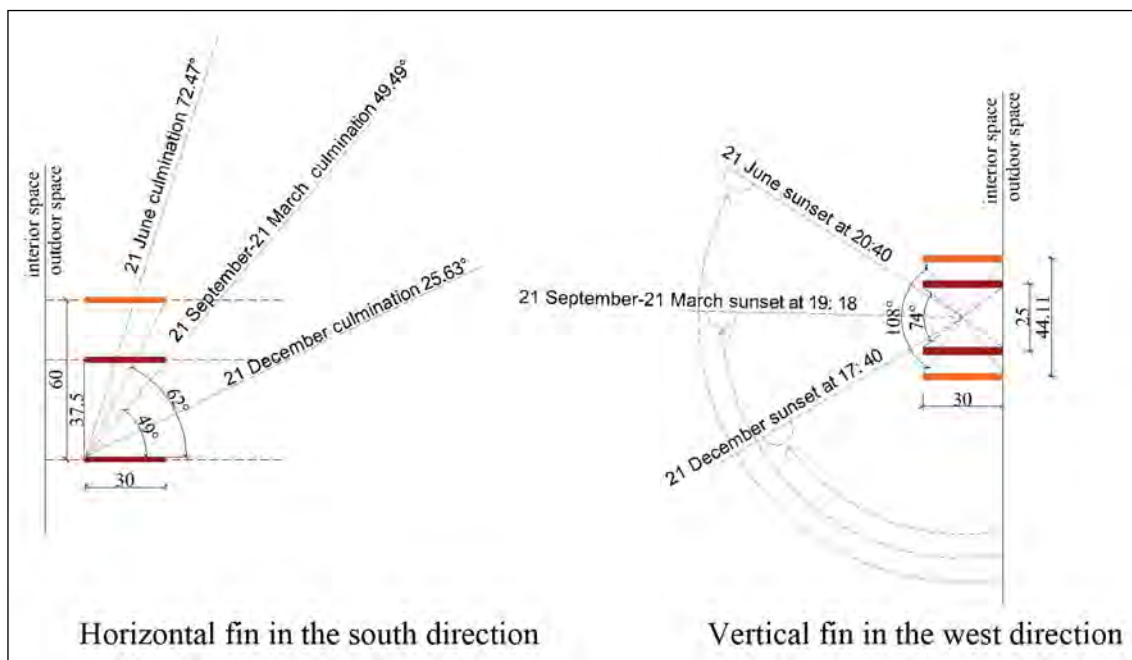 interior space
outdoor space
21 June culmination 72.47°
21 September-21 March culmination 49.49°
21 December culmination 25.63°
60
37.5
62°
49°
30
Horizontal fin in the south direction
interior space
outdoor space
21 June sunset at 20:40
21 September-21 March sunset at 19: 18
21 December sunset at 17: 40
108°
74°
25
44.11
30
Vertical fin in the west direction